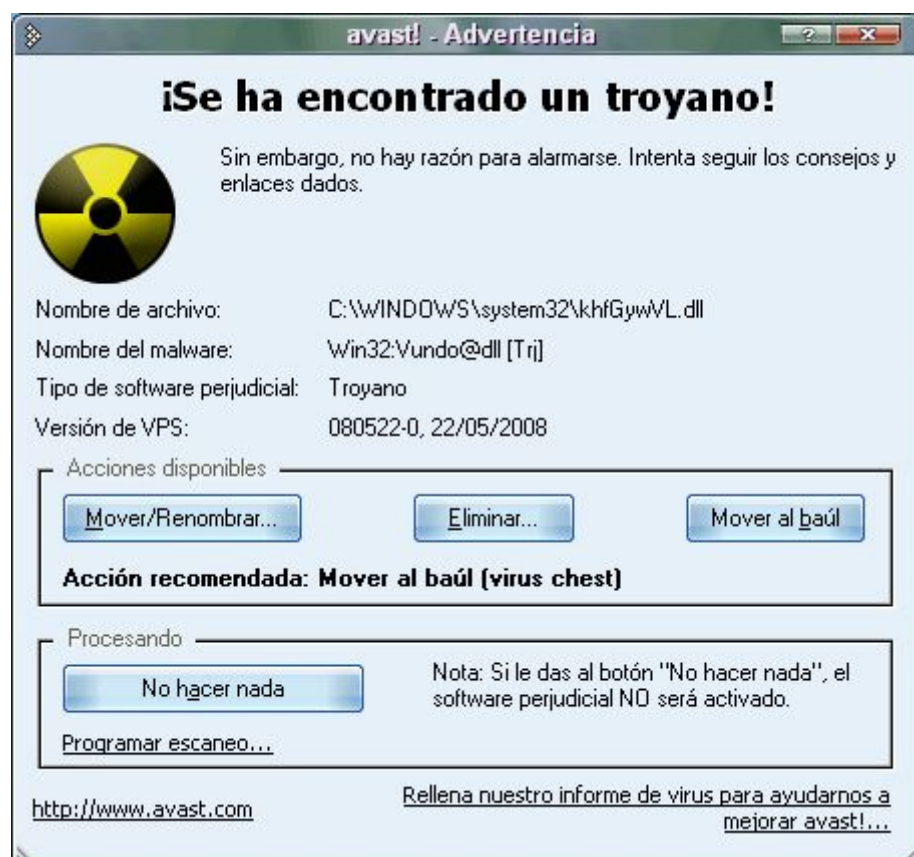 avast! - Advertencia
¡Se ha encontrado un troyano!
Sin embargo, no hay razón para alarmarse. Intenta seguir los consejos y
enlaces dados.
Nombre de archivo: C:\WINDOWS\system32\khfGywVL.dll
Nombre del malware: Win32:Vundo@dll [Trj]
Tipo de software perjudicial: Troyano
Versión de VPS: 080522-0, 22/05/2008
Acciones disponibles
Mover/Renombrar... Eliminar... Mover al baúl
Acción recomendada: Mover al baúl (virus chest)
Procesando
No hacer nada
Nota: Si le das al botón "No hacer nada", el
software perjudicial NO será activado.
Programar escaneo...
http://www.avast.com
Rellena nuestro informe de virus para ayudarnos a
mejorar avast!...